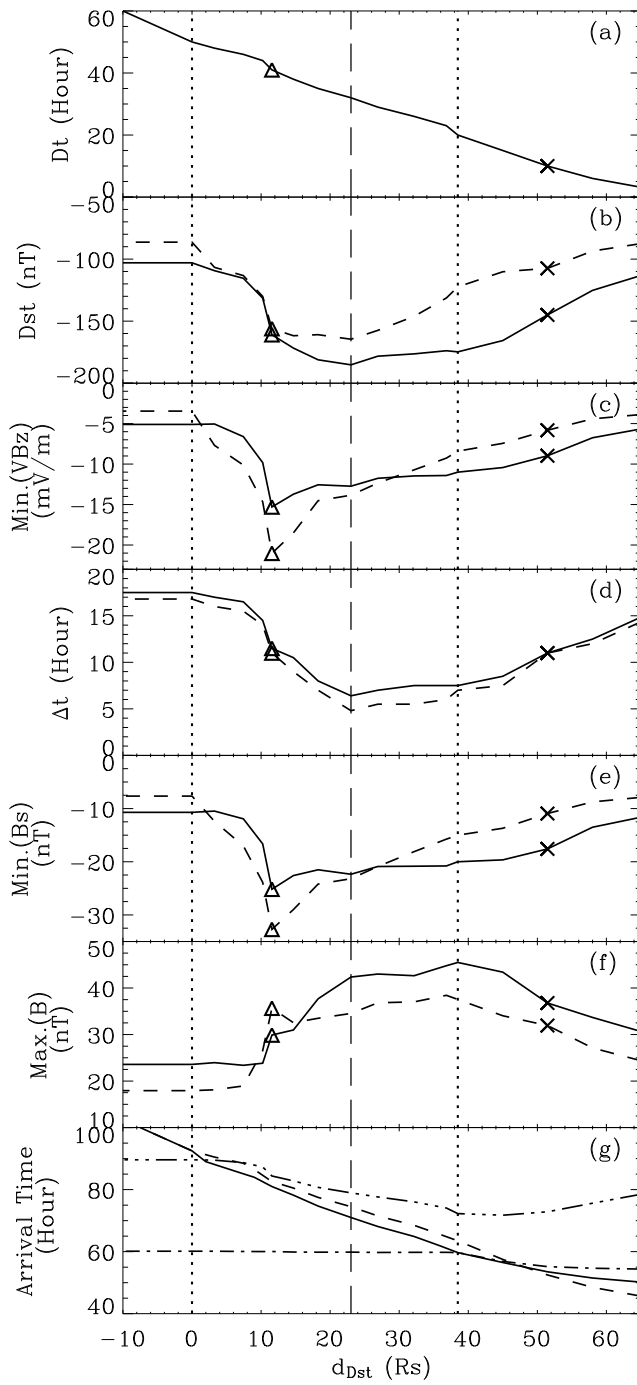 60
40
20
0
Dt (Hour)
(a)
-50
-100
-150
-200
Dst (nT)
(b)
0
-5
-10
-15
-20
Min.(VBz)
(mV/m)
(c)
20
15
10
5
0
Δt (Hour)
(d)
0
-10
-20
-30
Min.(Bs)
(nT)
(e)
50
40
30
20
10
Max.(B)
(nT)
(f)
100
80
60
40
Arrival Time
(Hour)
(g)
-10 0 10 20 30 40 50 60
dDst (Rs)